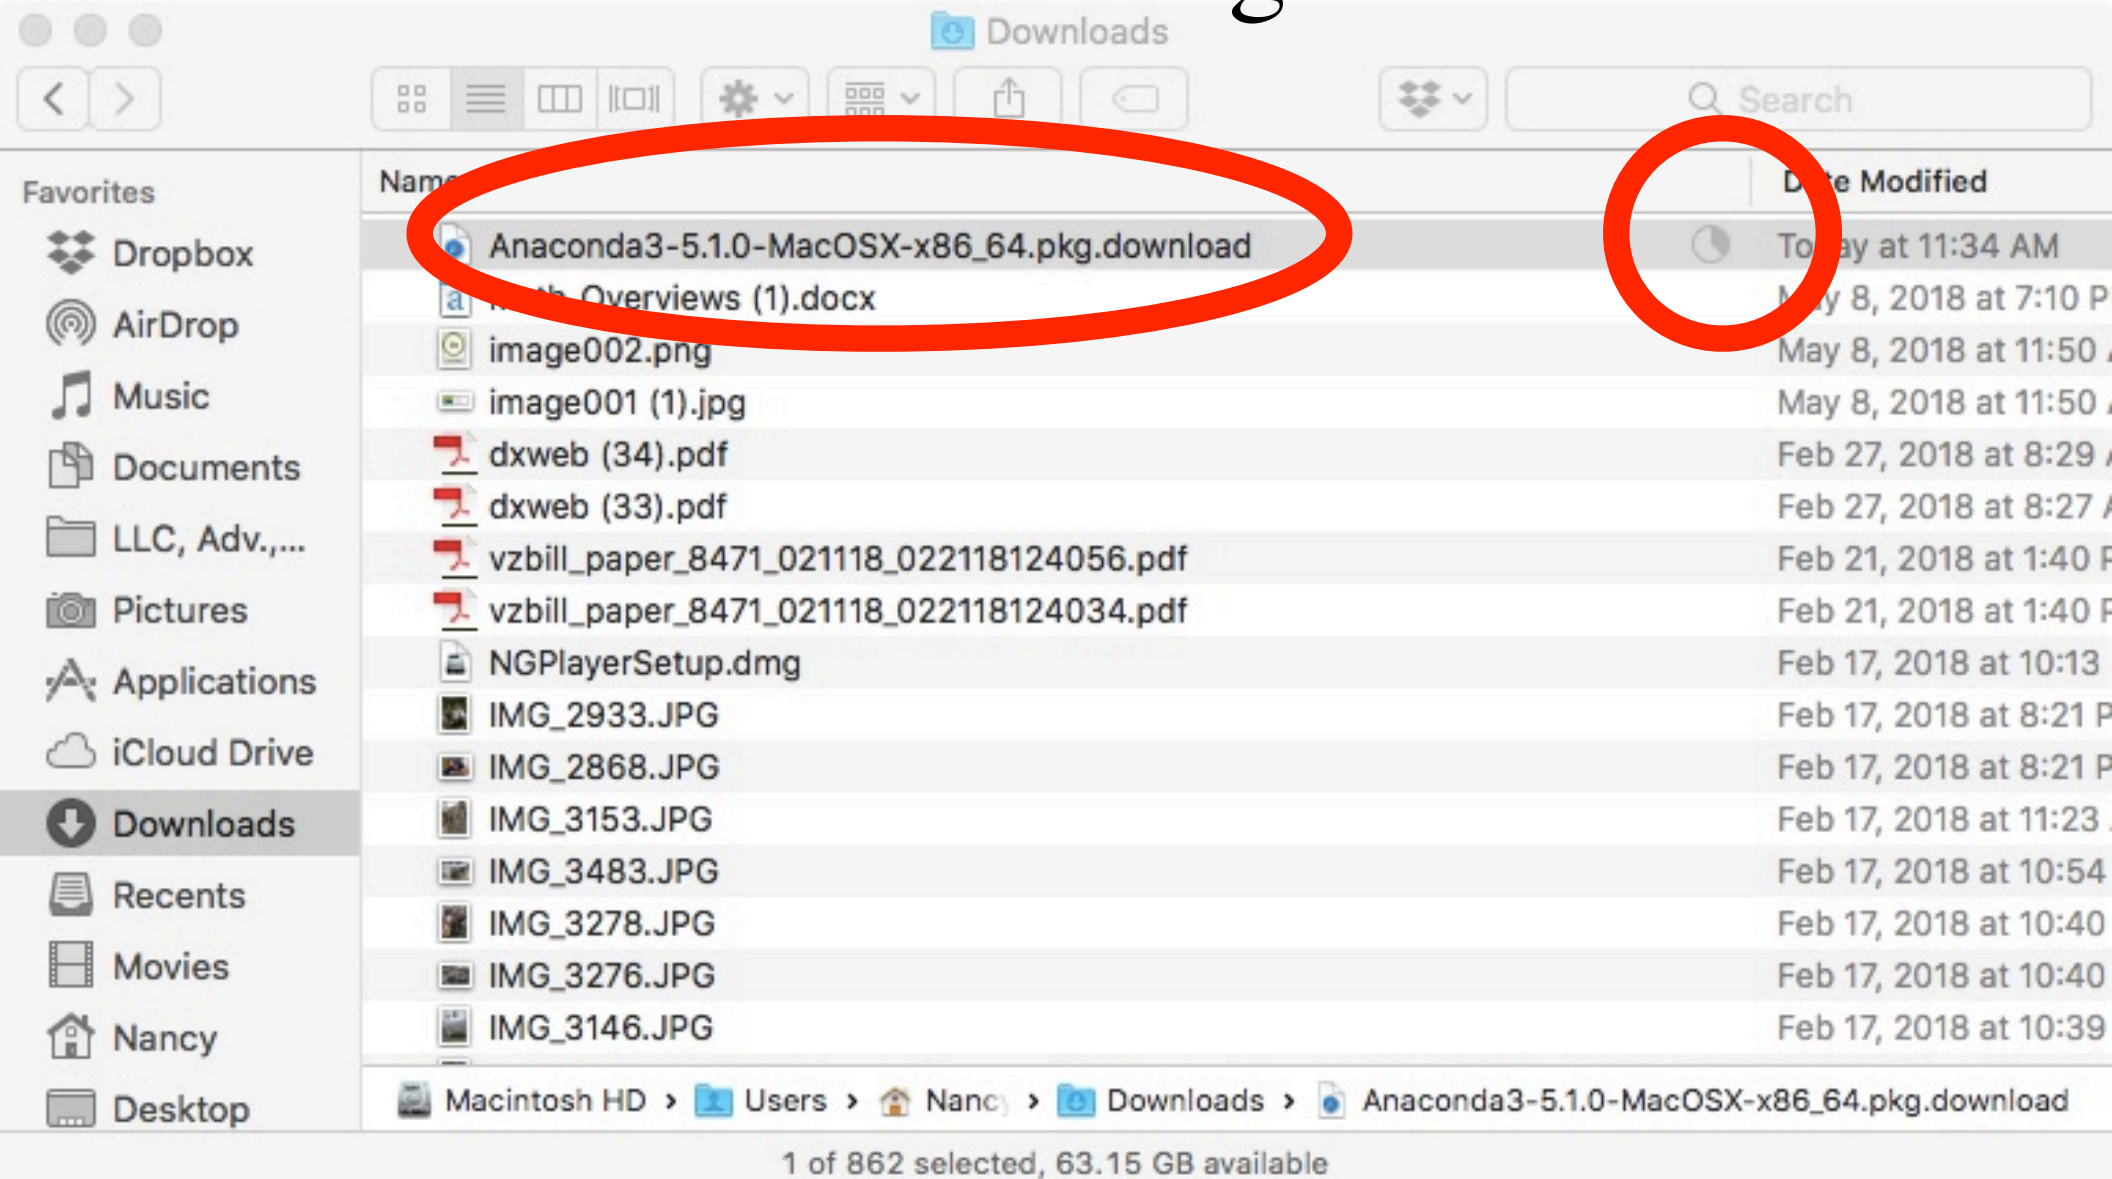 Downloads
Search
Favorites
Dropbox
AirDrop
Music
Documents
LLC, Adv.,...
Pictures
Applications
iCloud Drive
Downloads
Recents
Movies
Nancy
Desktop
Name Date Modified
Anaconda3-5.1.0-MacOSX-x86_64.pkg.download Today at 11:34 AM
Overviews (1).docx May 8, 2018 at 7:10 P
image002.png May 8, 2018 at 11:50
image001 (1).jpg May 8, 2018 at 11:50
dxweb (34).pdf Feb 27, 2018 at 8:29
dxweb (33).pdf Feb 27, 2018 at 8:27
vzbill_paper_8471_021118_022118124056.pdf Feb 21, 2018 at 1:40 P
vzbill_paper_8471_021118_022118124034.pdf Feb 21, 2018 at 1:40 P
NGPlayerSetup.dmg Feb 17, 2018 at 10:13
IMG_2933.JPG Feb 17, 2018 at 8:21 P
IMG_2868.JPG Feb 17, 2018 at 8:21 P
IMG_3153.JPG Feb 17, 2018 at 11:23
IMG_3483.JPG Feb 17, 2018 at 10:54
IMG_3278.JPG Feb 17, 2018 at 10:40
IMG_3276.JPG Feb 17, 2018 at 10:40
IMG_3146.JPG Feb 17, 2018 at 10:39
Macintosh HD › Users › Nanc › Downloads › Anaconda3-5.1.0-MacOSX-x86_64.pkg.download
1 of 862 selected, 63.15 GB available